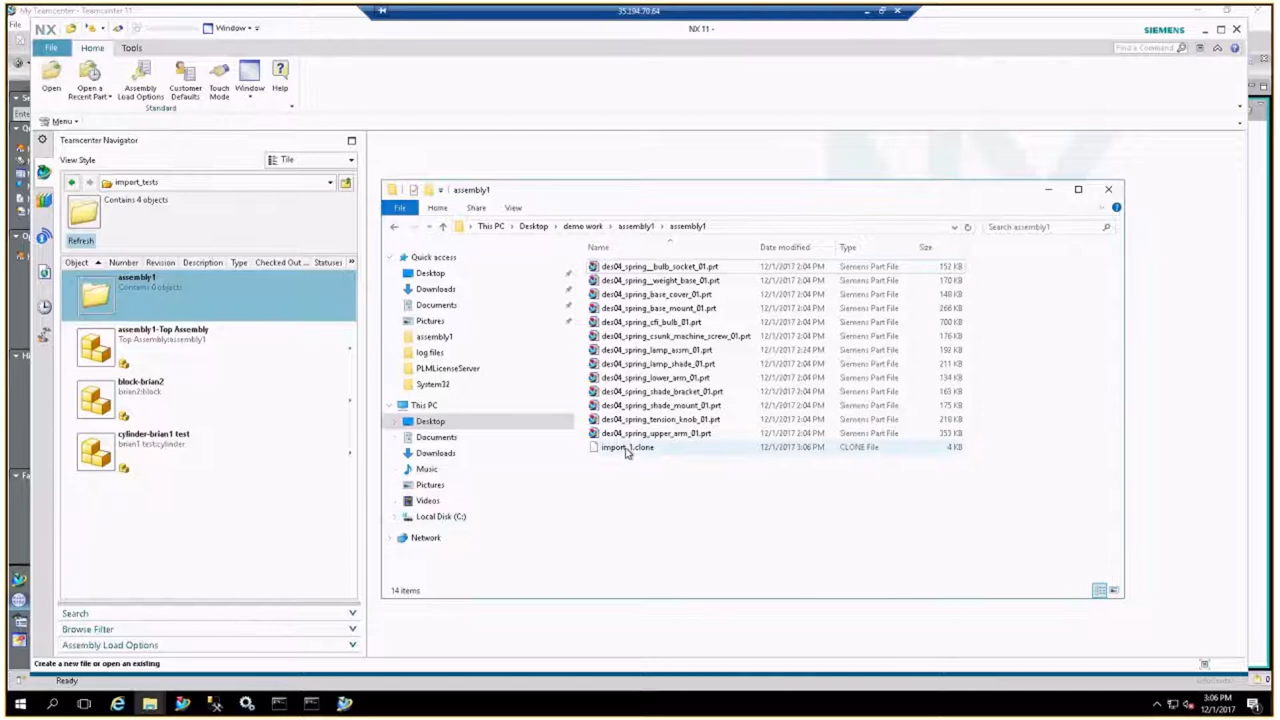 My Teamcenter - Teamcenter 11
35.194.70.64
File
NX
Window
NX 11 -
SIEMENS
File
Home
Tools
Find a Command
Open
Open a Recent Part
Assembly Load Options
Customer Defaults
Touch Mode
Window
Help
Standard
Menu
Teamcenter Navigator
View Style
Tile
import_tests
Contains 4 objects
Refresh
Object
Number
Revision
Description
Type
Checked Out ...
Statuses
assembly1
Contains 0 objects
assembly1-Top Assembly
Top Assembly:assembly1
block-brian2
brian2:block
cylinder-brian1 test
brian1 test:cylinder
Search
Browse Filter
Assembly Load Options
Create a new file or open an existing
Ready
assembly1
File
Home
Share
View
This PC
Desktop
demo work
assembly1
assembly1
Search assembly1
Quick access
Desktop
Downloads
Documents
Pictures
assembly1
log files
PLMLicenseServer
System32
This PC
Desktop
Documents
Downloads
Music
Pictures
Videos
Local Disk (C:)
Network
Name
Date modified
Type
Size
des04_spring__bulb_socket_01.prt 12/1/2017 2:04 PM Siemens Part File 152 KB
des04_spring__weight_base_01.prt 12/1/2017 2:04 PM Siemens Part File 170 KB
des04_spring_base_cover_01.prt 12/1/2017 2:04 PM Siemens Part File 148 KB
des04_spring_base_mount_01.prt 12/1/2017 2:04 PM Siemens Part File 266 KB
des04_spring_cfi_bulb_01.prt 12/1/2017 2:04 PM Siemens Part File 700 KB
des04_spring_csunk_machine_screw_01.prt 12/1/2017 2:04 PM Siemens Part File 176 KB
des04_spring_lamp_assm_01.prt 12/1/2017 2:24 PM Siemens Part File 192 KB
des04_spring_lamp_shade_01.prt 12/1/2017 2:04 PM Siemens Part File 211 KB
des04_spring_lower_arm_01.prt 12/1/2017 2:04 PM Siemens Part File 134 KB
des04_spring_shade_bracket_01.prt 12/1/2017 2:04 PM Siemens Part File 163 KB
des04_spring_shade_mount_01.prt 12/1/2017 2:04 PM Siemens Part File 175 KB
des04_spring_tension_knob_01.prt 12/1/2017 2:04 PM Siemens Part File 218 KB
des04_spring_upper_arm_01.prt 12/1/2017 2:04 PM Siemens Part File 353 KB
import_1.clone 12/1/2017 3:06 PM CLONE File 4 KB
14 items
3:06 PM
12/1/2017